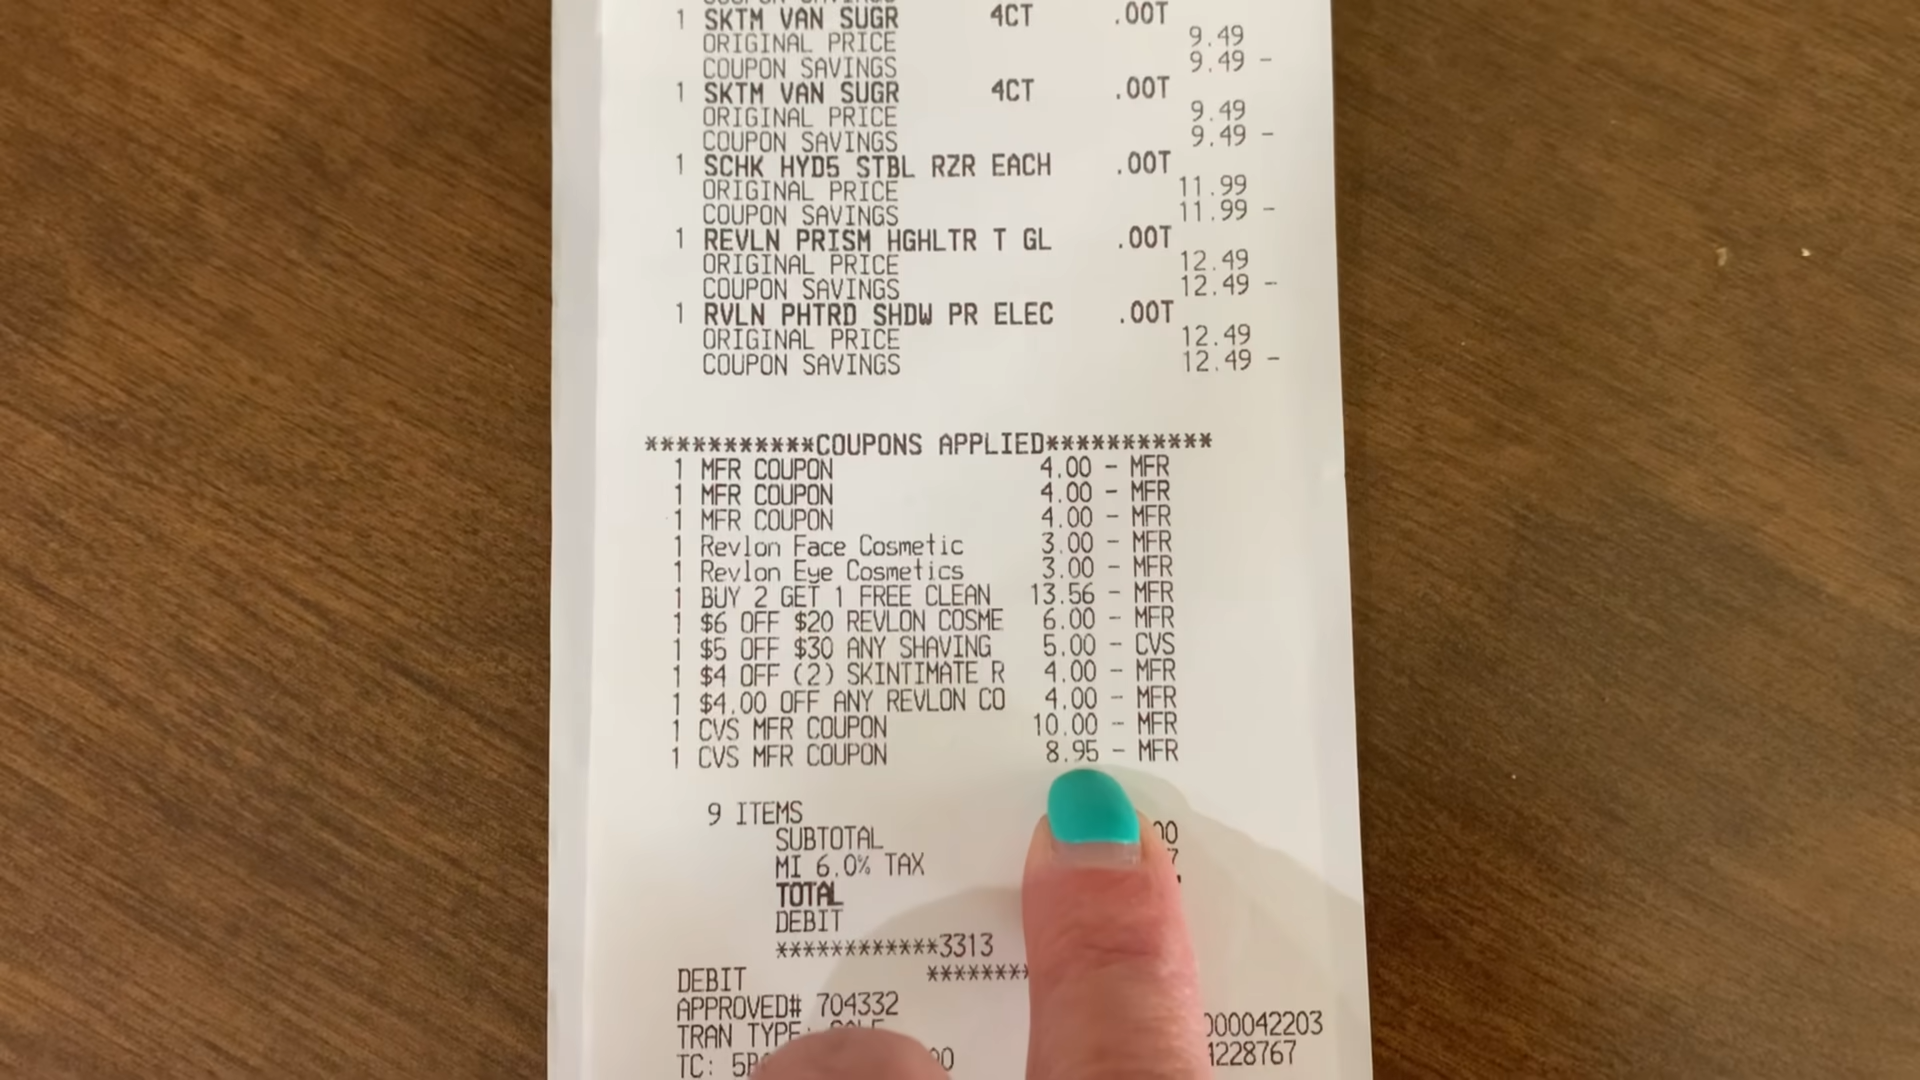 COUPON SAVINGS
1 SKTM VAN SUGR 4CT .00T
ORIGINAL PRICE 9.49
COUPON SAVINGS 9.49 -
1 SKTM VAN SUGR 4CT .00T
ORIGINAL PRICE 9.49
COUPON SAVINGS 9.49 -
1 SCHK HYD5 STBL RZR EACH .00T
ORIGINAL PRICE 11.99
COUPON SAVINGS 11.99 -
1 REVLN PRISM HGHLTR T GL .00T
ORIGINAL PRICE 12.49
COUPON SAVINGS 12.49 -
1 RVLN PHTRD SHDW PR ELEC .00T
ORIGINAL PRICE 12.49
COUPON SAVINGS 12.49 -
***********COUPONS APPLIED***********
1 MFR COUPON 4.00 - MFR
1 MFR COUPON 4.00 - MFR
1 MFR COUPON 4.00 - MFR
1 Revlon Face Cosmetic 3.00 - MFR
1 Revlon Eye Cosmetics 3.00 - MFR
1 BUY 2 GET 1 FREE CLEAN 13.56 - MFR
1 $6 OFF $20 REVLON COSME 6.00 - MFR
1 $5 OFF $30 ANY SHAVING 5.00 - CVS
1 $4 OFF (2) SKINTIMATE R 4.00 - MFR
1 $4.00 OFF ANY REVLON CO 4.00 - MFR
1 CVS MFR COUPON 10.00 - MFR
1 CVS MFR COUPON 8.95 - MFR
9 ITEMS
SUBTOTAL
MI 6.0% TAX
TOTAL
DEBIT
************3313
DEBIT ********
APPROVED# 704332
TRAN TYPE: 000042203
TC: 1228767